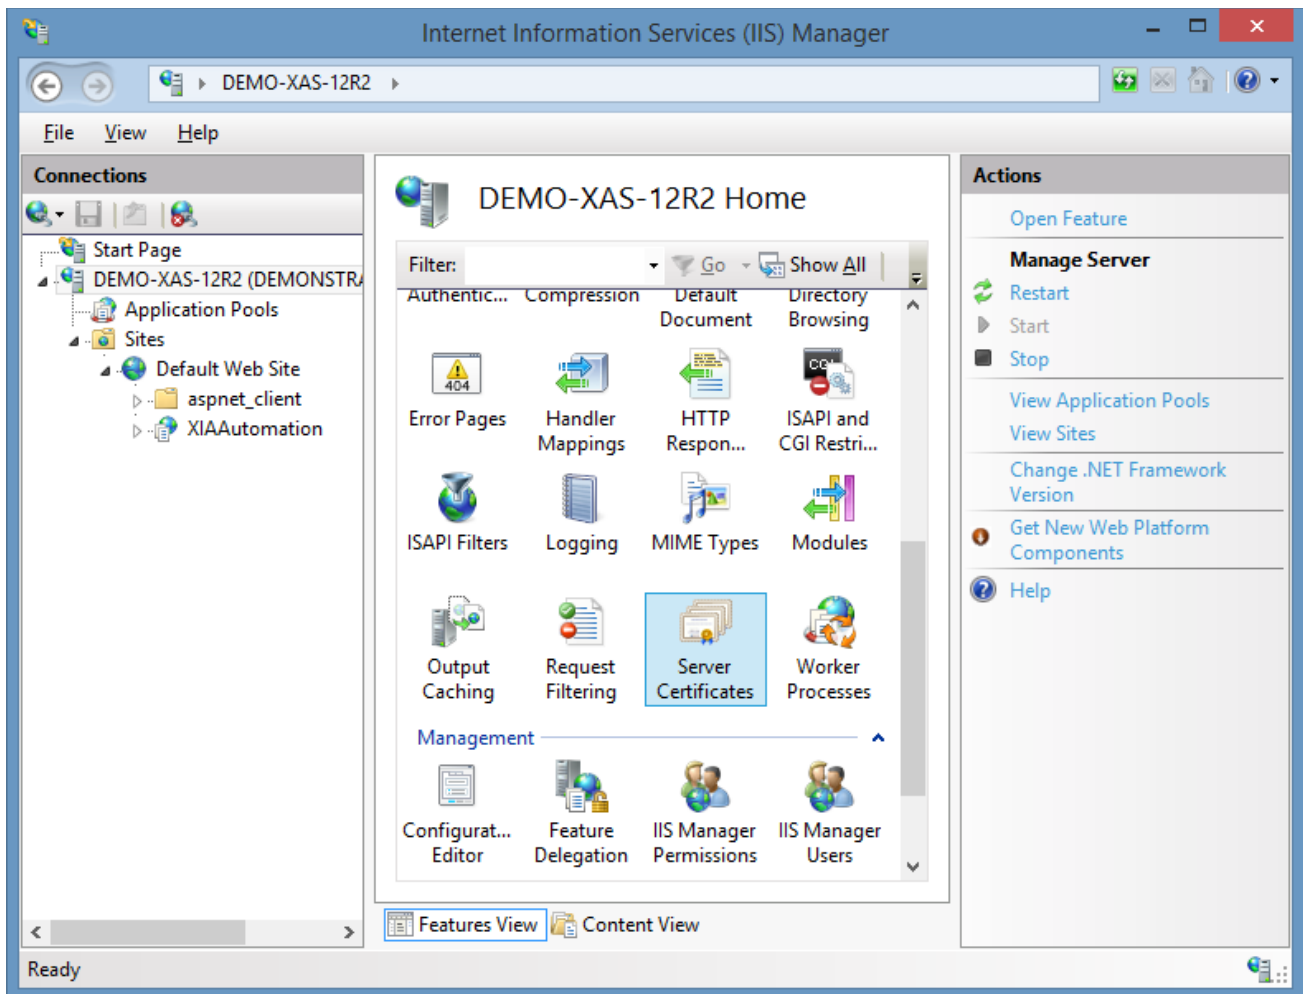 Internet Information Services (IIS) Manager
DEMO-XAS-12R2
File View Help
Connections
Start Page
DEMO-XAS-12R2 (DEMONSTRA
Application Pools
Sites
Default Web Site
aspnet_client
XIAAutomation
DEMO-XAS-12R2 Home
Filter: Go Show All
Authentic... Compression Default Directory
Document Browsing
404 CGI
Error Pages Handler HTTP ISAPI and
Mappings Respon... CGI Restri...
ISAPI Filters Logging MIME Types Modules
Output Request Server Worker
Caching Filtering Certificates Processes
Management
Configurat... Feature IIS Manager IIS Manager
Editor Delegation Permissions Users
Features View Content View
Actions
Open Feature
Manage Server
Restart
Start
Stop
View Application Pools
View Sites
Change .NET Framework
Version
Get New Web Platform
Components
Help
Ready